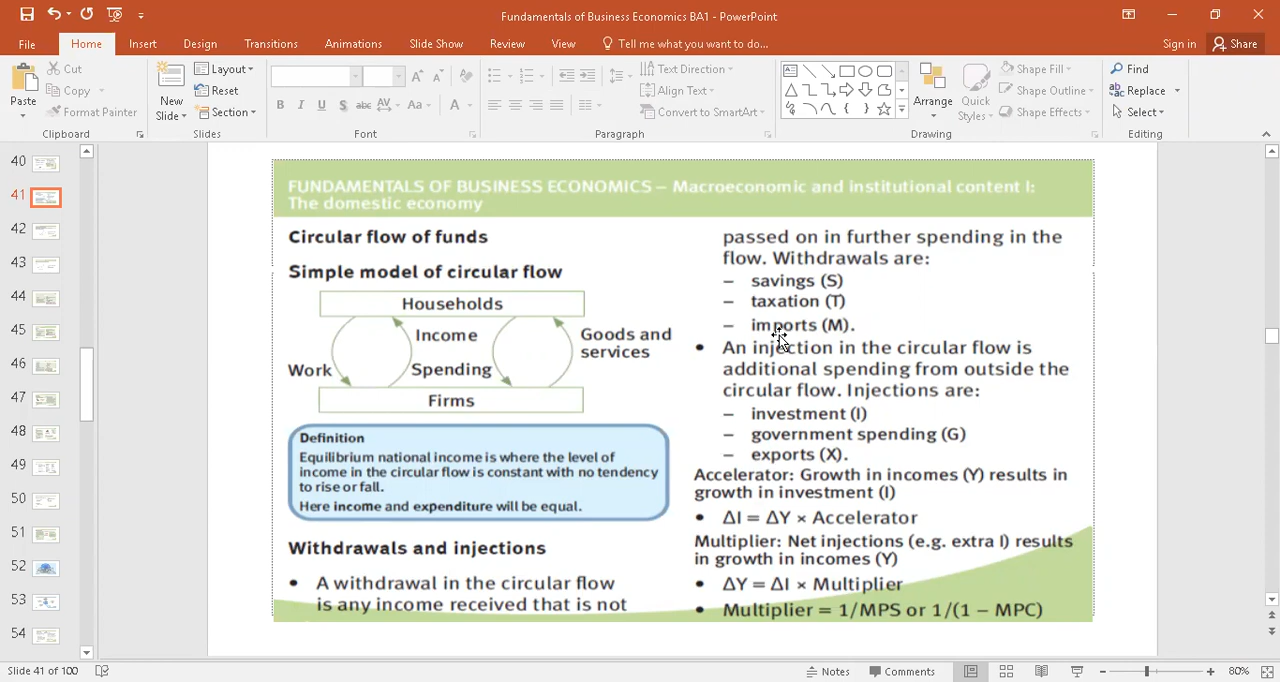 Fundamentals of Business Economics BA1 - PowerPoint
File Home Insert Design Transitions Animations Slide Show Review View Tell me what you want to do... Sign in Share
Paste
Cut
Copy
Format Painter
Clipboard
New Slide
Layout
Reset
Section
Slides
B I U S abc AV Aa A
Font
Text Direction
Align Text
Convert to SmartArt
Paragraph
Arrange
Quick Styles
Shape Fill
Shape Outline
Shape Effects
Drawing
Find
Replace
Select
Editing
40
41
42
43
44
45
46
47
48
49
50
51
52
53
54
FUNDAMENTALS OF BUSINESS ECONOMICS – Macroeconomic and institutional content I:
The domestic economy
Circular flow of funds
Simple model of circular flow
Households
Income
Goods and
services
Work
Spending
Firms
Definition
Equilibrium national income is where the level of
income in the circular flow is constant with no tendency
to rise or fall.
Here income and expenditure will be equal.
Withdrawals and injections
• A withdrawal in the circular flow
is any income received that is not
passed on in further spending in the
flow. Withdrawals are:
– savings (S)
– taxation (T)
– imports (M).
• An injection in the circular flow is
additional spending from outside the
circular flow. Injections are:
– investment (I)
– government spending (G)
– exports (X).
Accelerator: Growth in incomes (Y) results in
growth in investment (I)
• ΔI = ΔY × Accelerator
Multiplier: Net injections (e.g. extra I) results
in growth in incomes (Y)
• ΔY = ΔI × Multiplier
• Multiplier = 1/MPS or 1/(1 – MPC)
Slide 41 of 100
Notes
Comments
80%